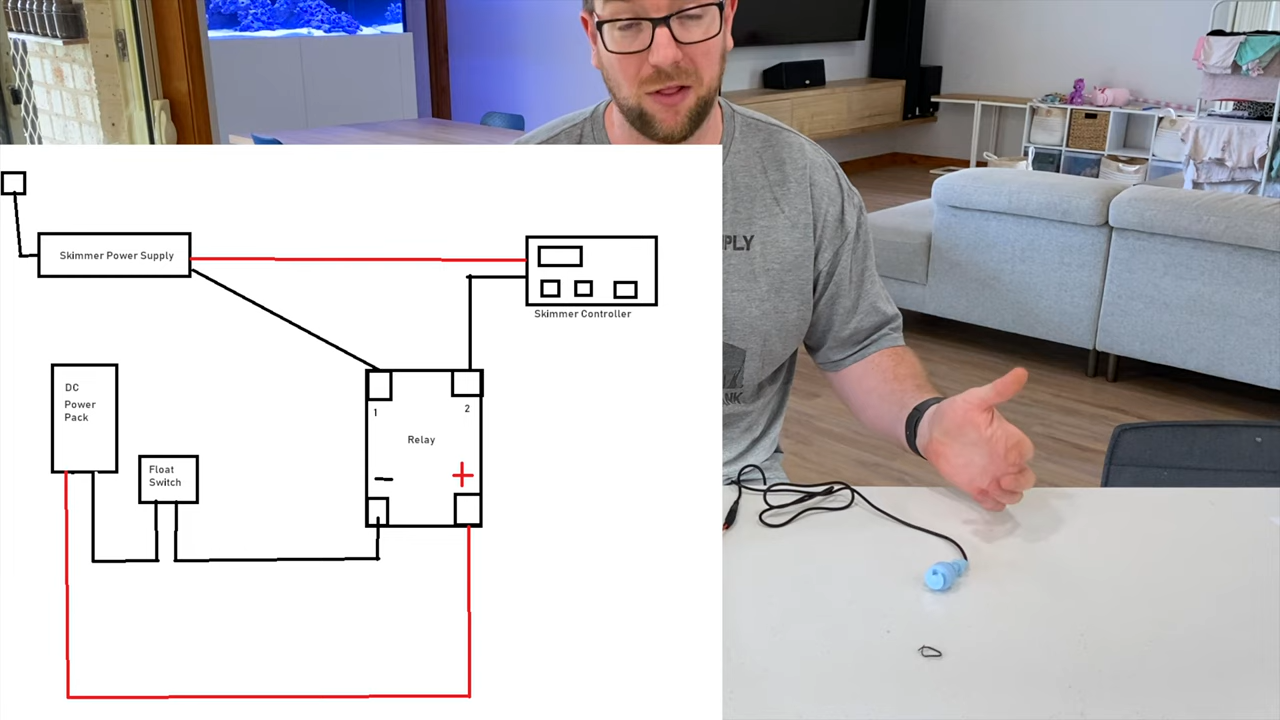 Skimmer Power Supply
Skimmer Controller
DC
Power
Pack
Float
Switch
1
2
Relay
-
+